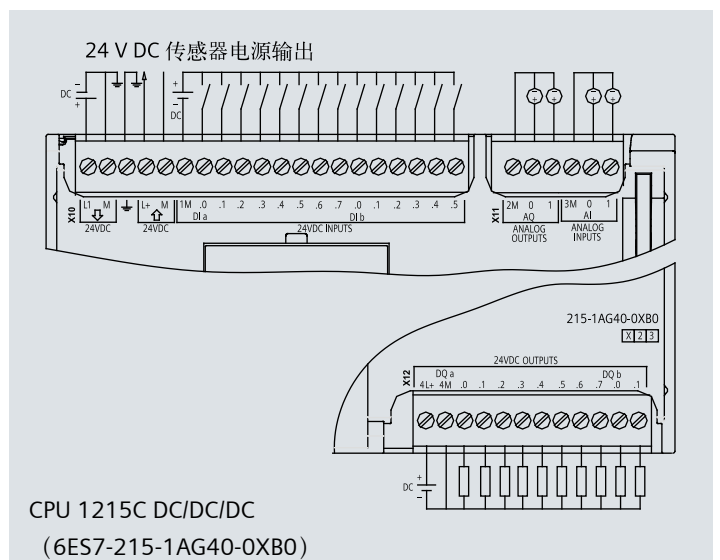 24 V DC 传感器电源输出
DC
DC
X10
L1 M L+ M 1M .0 .1 .2 .3 .4 .5 .6 .7 .0 .1 .2 .3 .4 .5
24VDC 24VDC DI a DI b
24VDC INPUTS
X11
2M 0 1 3M 0 1
AQ AI
ANALOG OUTPUTS ANALOG INPUTS
215-1AG40-0XB0
X 2 3
24VDC OUTPUTS
X12
DQ a DQ b
4L+ 4M .0 .1 .2 .3 .4 .5 .6 .7 .0 .1
DC
CPU 1215C DC/DC/DC
（6ES7-215-1AG40-0XB0）